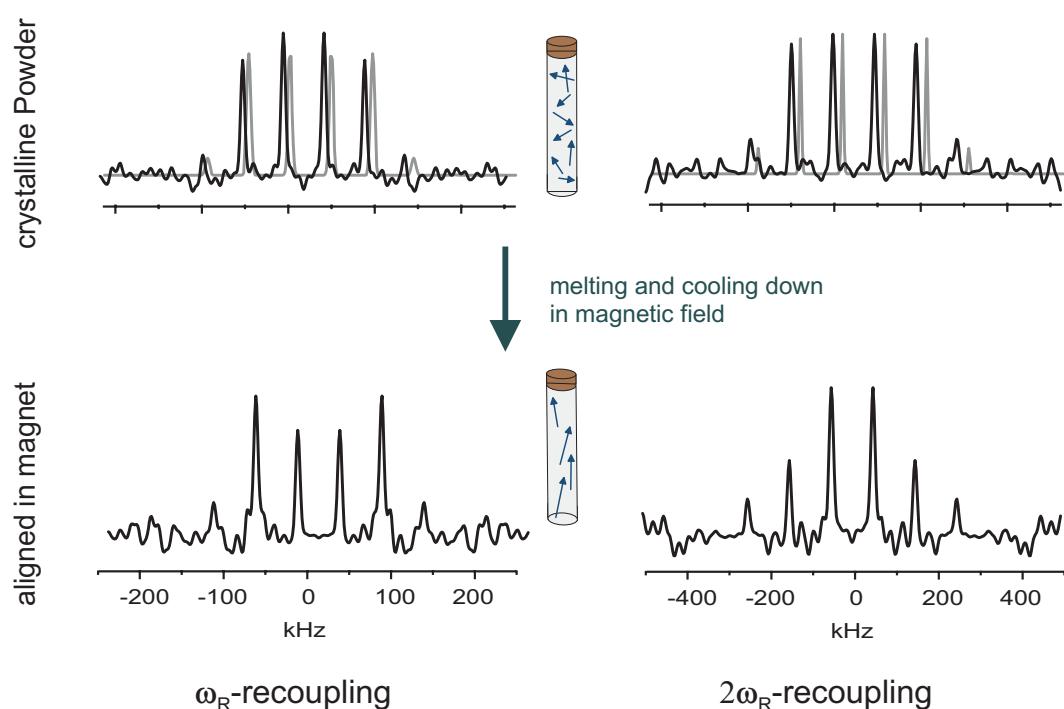 crystalline Powder
melting and cooling down
in magnetic field
aligned in magnet
-200 -100 0 100 200
kHz
-400 -200 0 200 400
kHz
ωR-recoupling
2ωR-recoupling